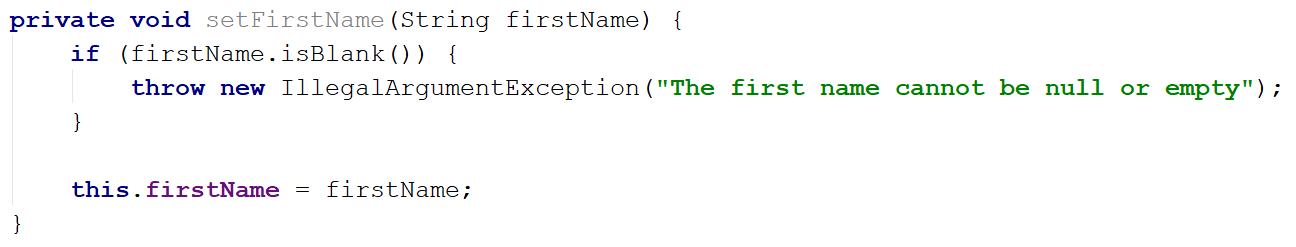 private void setFirstName(String firstName) {
    if (firstName.isBlank()) {
        throw new IllegalArgumentException("The first name cannot be null or empty");
    }

    this.firstName = firstName;
}